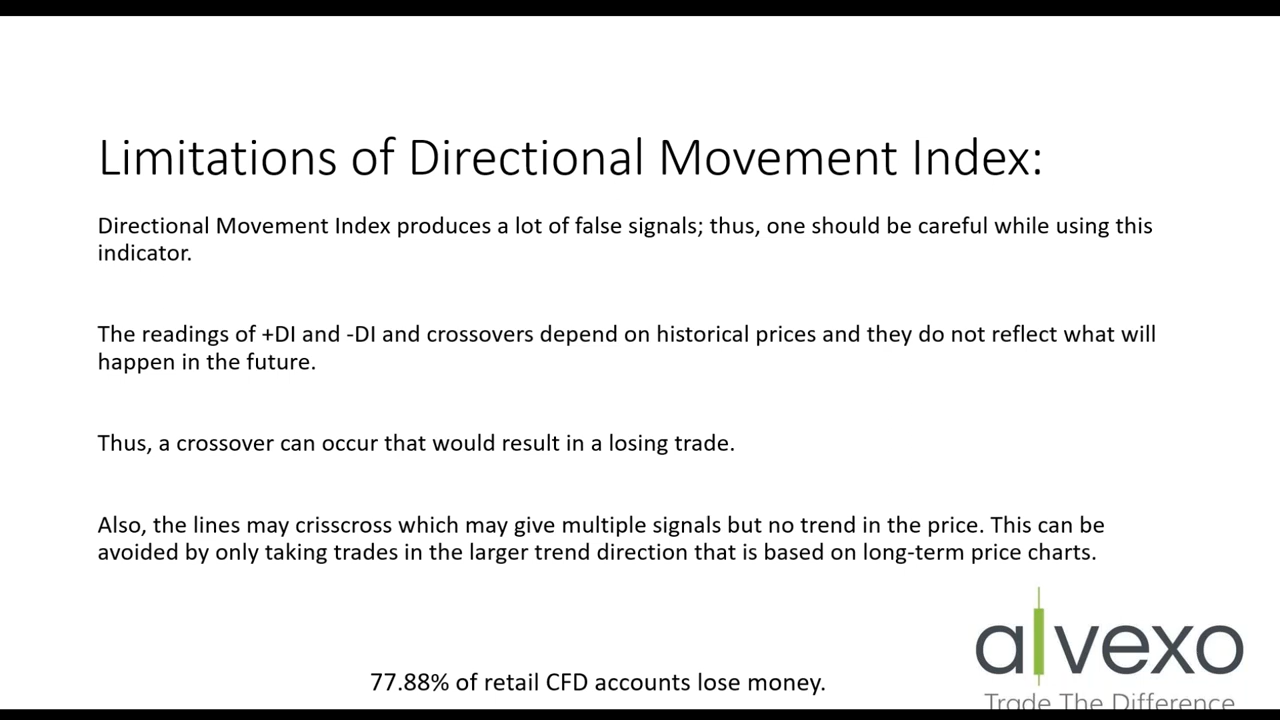 Limitations of Directional Movement Index:
Directional Movement Index produces a lot of false signals; thus, one should be careful while using this
indicator.
The readings of +DI and -DI and crossovers depend on historical prices and they do not reflect what will
happen in the future.
Thus, a crossover can occur that would result in a losing trade.
Also, the lines may crisscross which may give multiple signals but no trend in the price. This can be
avoided by only taking trades in the larger trend direction that is based on long-term price charts.
alvexo
77.88% of retail CFD accounts lose money.
Trade The Difference